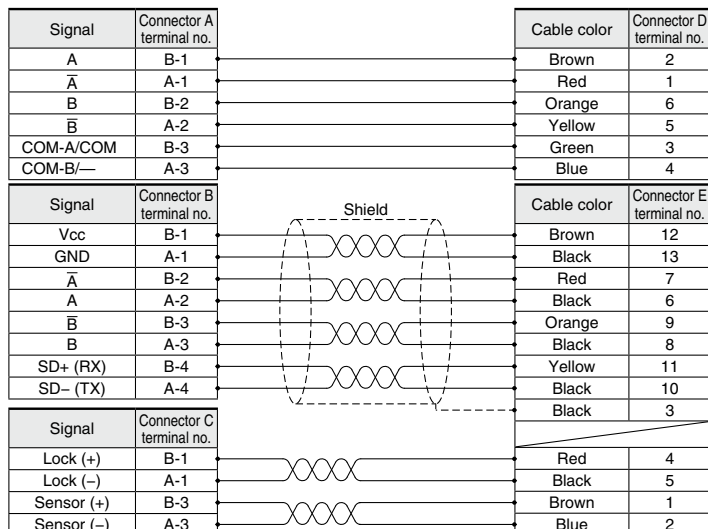 Signal Connector A terminal no. Cable color Connector D terminal no.
A B-1 Brown 2
A̅ A-1 Red 1
B B-2 Orange 6
B̅ A-2 Yellow 5
COM-A/COM B-3 Green 3
COM-B/— A-3 Blue 4
Signal Connector B terminal no. Shield Cable color Connector E terminal no.
Vcc B-1 Brown 12
GND A-1 Black 13
A̅ B-2 Red 7
A A-2 Black 6
B̅ B-3 Orange 9
B A-3 Black 8
SD+ (RX) B-4 Yellow 11
SD− (TX) A-4 Black 10
Black 3
Signal Connector C terminal no.
Lock (+) B-1 Red 4
Lock (−) A-1 Black 5
Sensor (+) B-3 Brown 1
Sensor (−) A-3 Blue 2